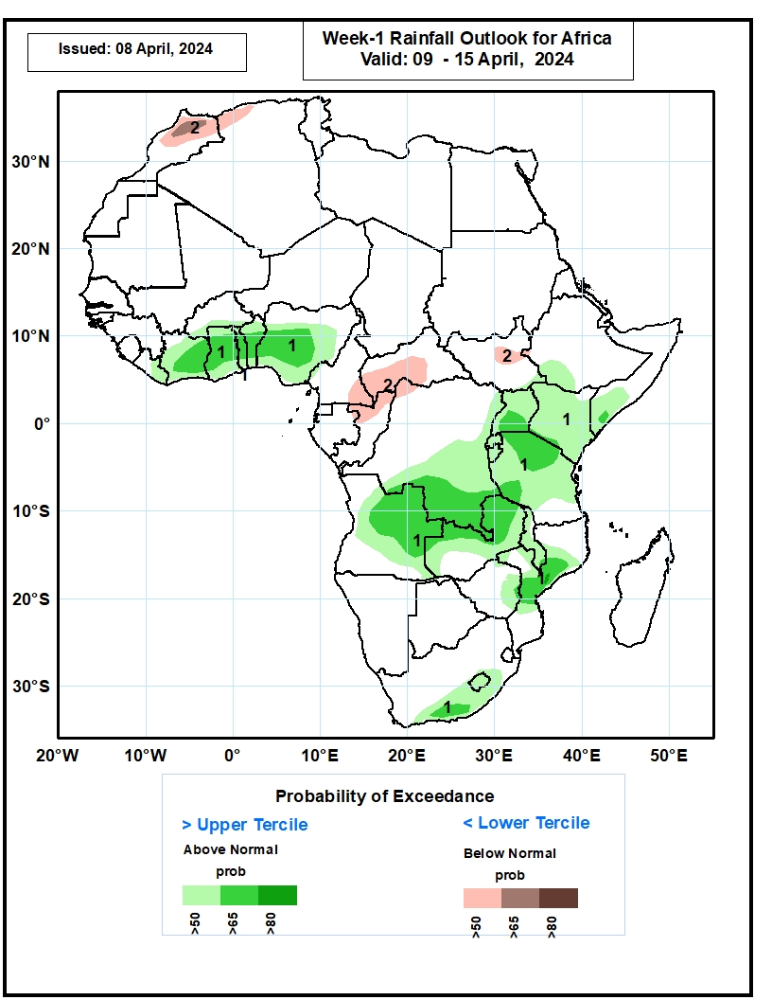 Issued: 08 April, 2024
Week-1 Rainfall Outlook for Africa
Valid: 09 - 15 April, 2024
30°N
20°N
10°N
0°
10°S
20°S
30°S
2
1
1
1
2
2
1
1
1
1
1
20°W
10°W
0°
10°E
20°E
30°E
40°E
50°E
Probability of Exceedance
> Upper Tercile
< Lower Tercile
Above Normal
Below Normal
prob
prob
>50
>65
>80
>50
>65
>80